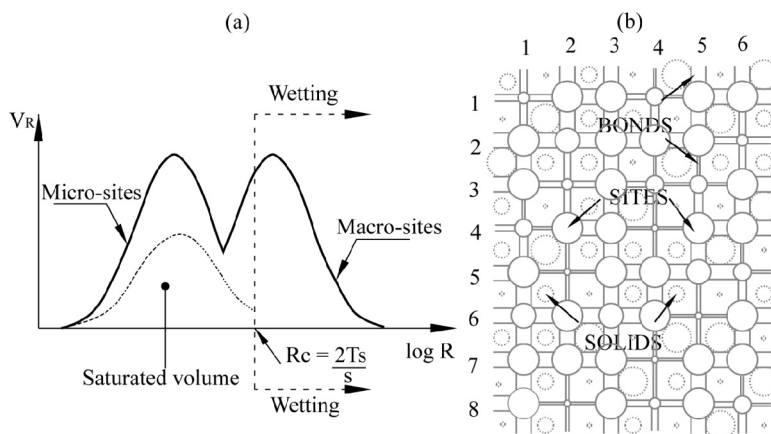 (a)
Wetting
V_R
Micro-sites
Macro-sites
Rc = 2Ts/s
log R
Saturated volume
Wetting
(b)
1 2 3 4 5 6
1
BONDS
2
3
SITES
4
5
6
SOLIDS
7
8